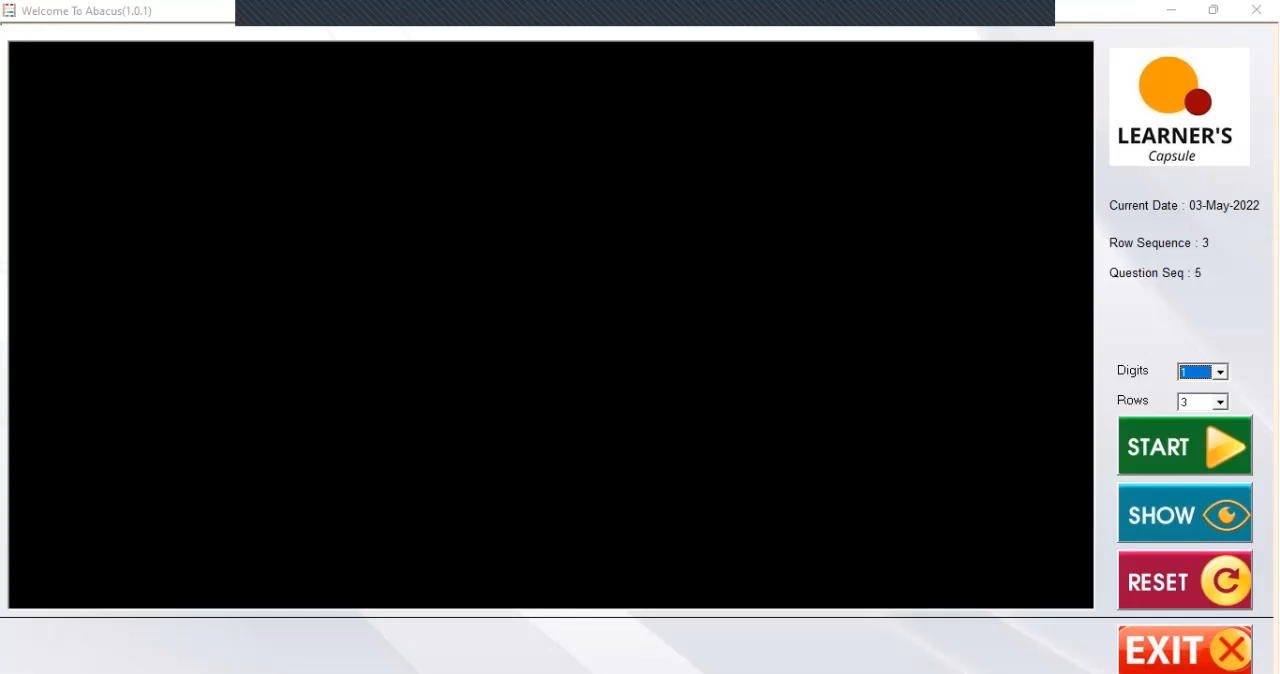 Welcome To Abacus(1.0.1)
LEARNER'S
Capsule
Current Date : 03-May-2022
Row Sequence : 3
Question Seq : 5
Digits 1
Rows 3
START
SHOW
RESET
EXIT